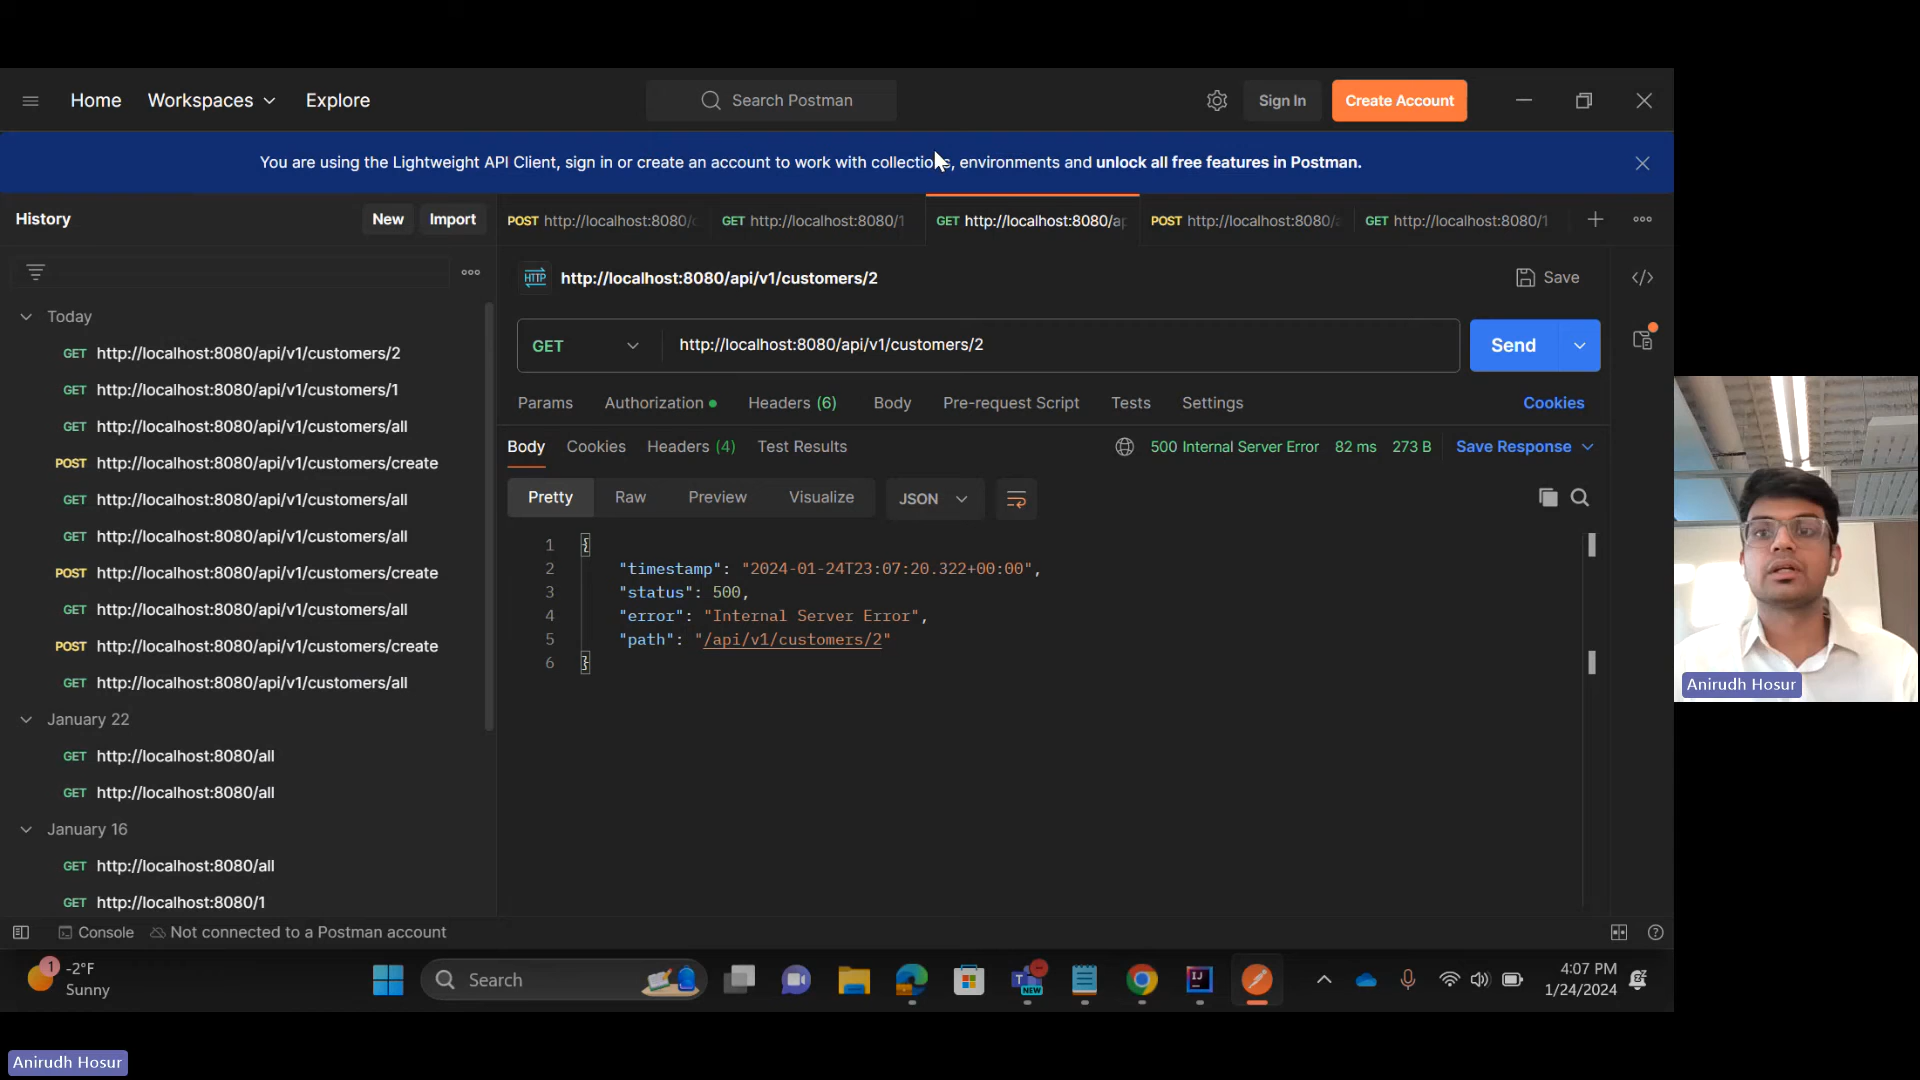 Home
Workspaces
Explore
Search Postman
Sign In
Create Account
You are using the Lightweight API Client, sign in or create an account to work with collections, environments and unlock all free features in Postman.
History
New
Import
POST http://localhost:8080/c
GET http://localhost:8080/1
GET http://localhost:8080/ap
POST http://localhost:8080/a
GET http://localhost:8080/1
HTTP
http://localhost:8080/api/v1/customers/2
Save
Today
GET http://localhost:8080/api/v1/customers/2
GET http://localhost:8080/api/v1/customers/1
GET http://localhost:8080/api/v1/customers/all
POST http://localhost:8080/api/v1/customers/create
GET http://localhost:8080/api/v1/customers/all
GET http://localhost:8080/api/v1/customers/all
POST http://localhost:8080/api/v1/customers/create
GET http://localhost:8080/api/v1/customers/all
POST http://localhost:8080/api/v1/customers/create
GET http://localhost:8080/api/v1/customers/all
January 22
GET http://localhost:8080/all
GET http://localhost:8080/all
January 16
GET http://localhost:8080/all
GET http://localhost:8080/1
GET
http://localhost:8080/api/v1/customers/2
Send
Params
Authorization
Headers (6)
Body
Pre-request Script
Tests
Settings
Cookies
Body
Cookies
Headers (4)
Test Results
500 Internal Server Error
82 ms
273 B
Save Response
Pretty
Raw
Preview
Visualize
JSON
1 {
2 "timestamp": "2024-01-24T23:07:20.322+00:00",
3 "status": 500,
4 "error": "Internal Server Error",
5 "path": "/api/v1/customers/2"
6 }
Console
Not connected to a Postman account
1
-2°F
Sunny
Search
NEW
IJ
4:07 PM
1/24/2024
Anirudh Hosur
Anirudh Hosur